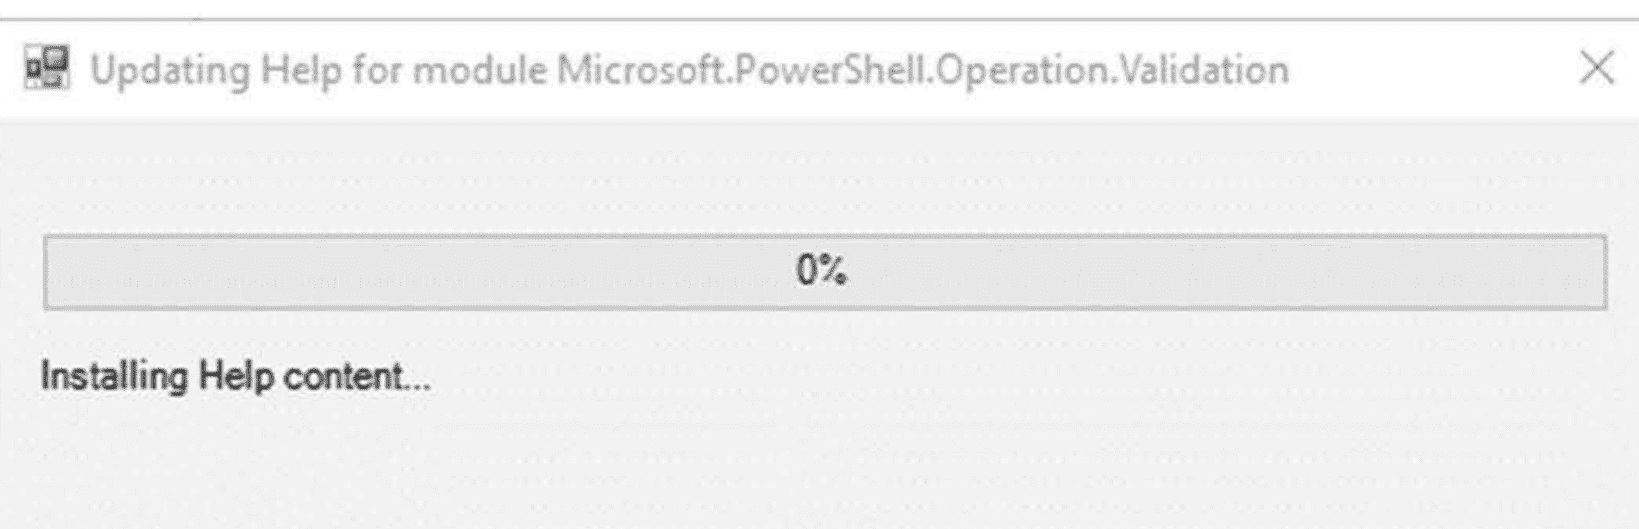 Updating Help for module Microsoft.PowerShell.Operation.Validation
0%
Installing Help content...